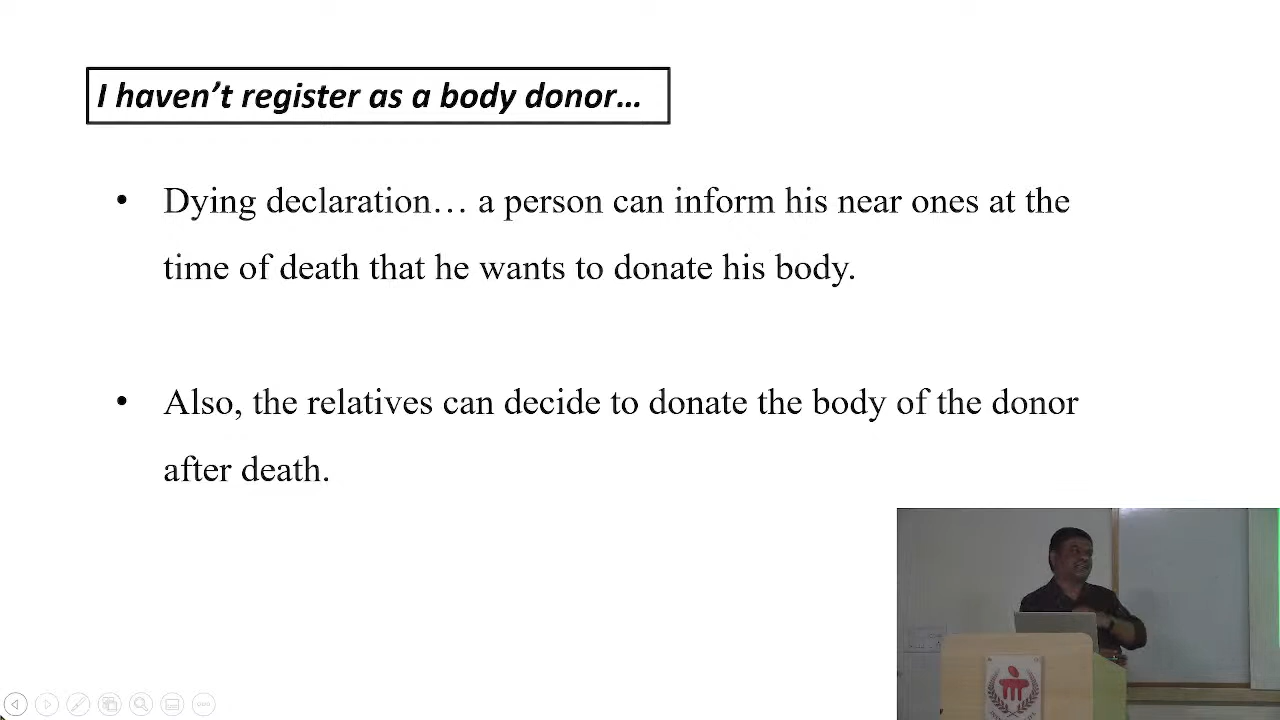 I haven’t register as a body donor…
• Dying declaration… a person can inform his near ones at the
time of death that he wants to donate his body.
• Also, the relatives can decide to donate the body of the donor
after death.